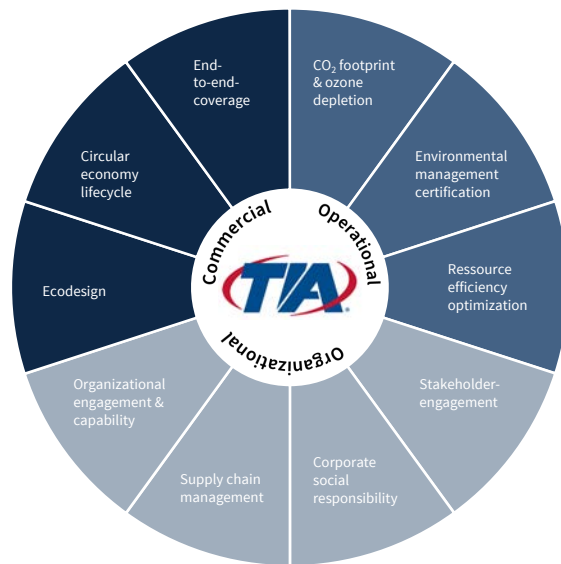 End-
to-end-
coverage
CO₂ footprint
& ozone
depletion
Circular
economy
lifecycle
Environmental
management
certification
Commercial
Operational
Ecodesign
TIA
®
Ressource
efficiency
optimization
Organizational
Organizational
engagement &
capability
Stakeholder-
engagement
Supply chain
management
Corporate
social
responsibility